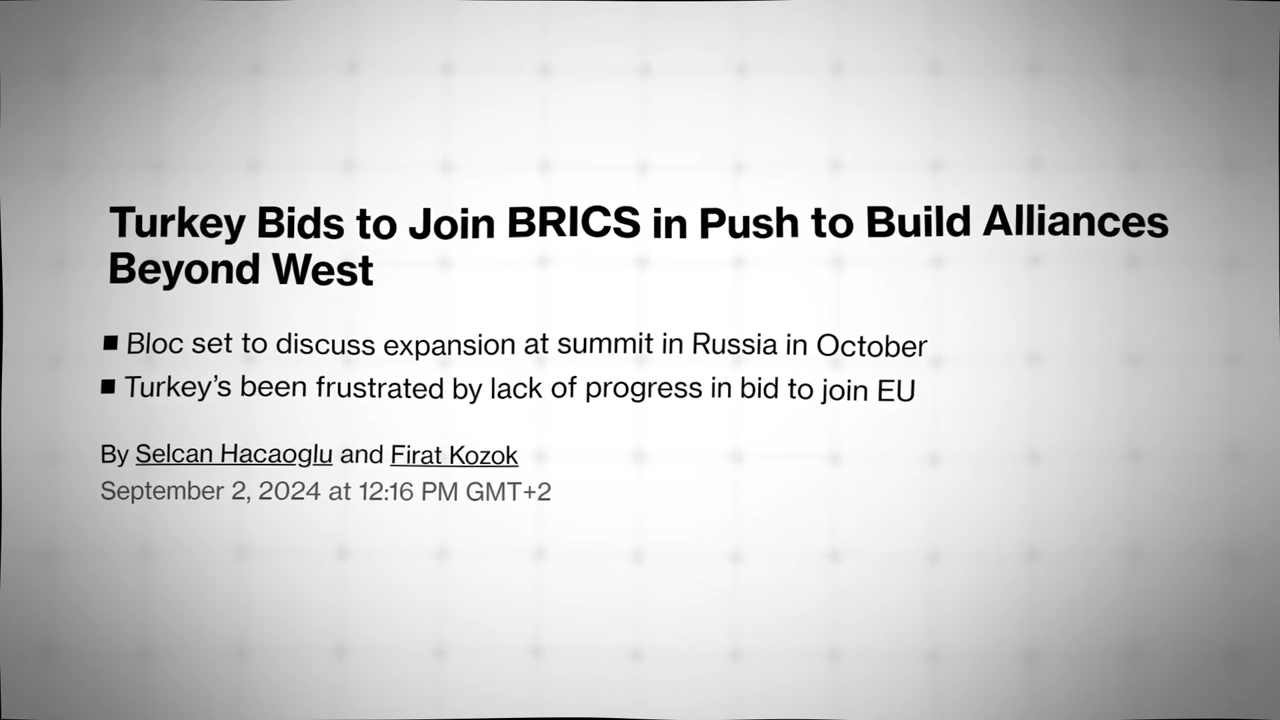 Turkey Bids to Join BRICS in Push to Build Alliances
Beyond West
■ Bloc set to discuss expansion at summit in Russia in October
■ Turkey’s been frustrated by lack of progress in bid to join EU
By Selcan Hacaoglu and Firat Kozok
September 2, 2024 at 12:16 PM GMT+2